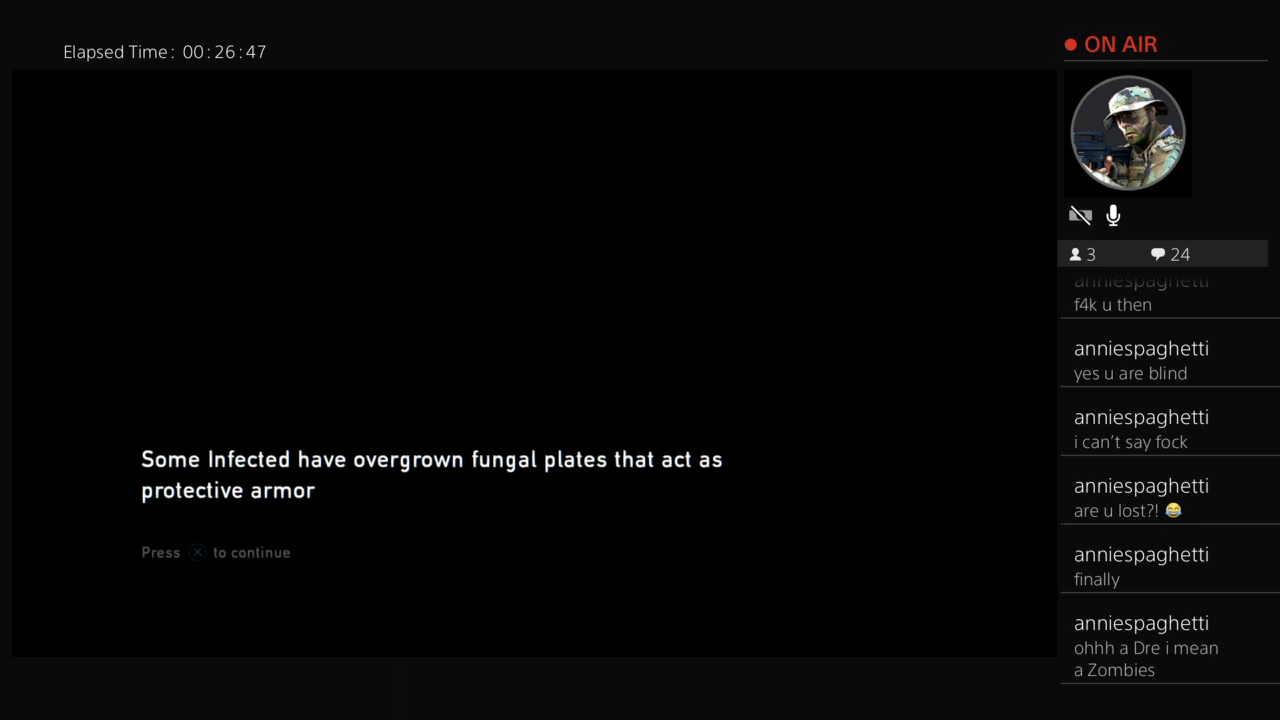 Elapsed Time: 00:26:47
ON AIR
3
24
anniespaghetti
f4k u then
anniespaghetti
yes u are blind
anniespaghetti
i can't say fock
anniespaghetti
are u lost?! 😂
anniespaghetti
finally
anniespaghetti
ohhh a Dre i mean
a Zombies
Some Infected have overgrown fungal plates that act as
protective armor
Press ⓧ to continue